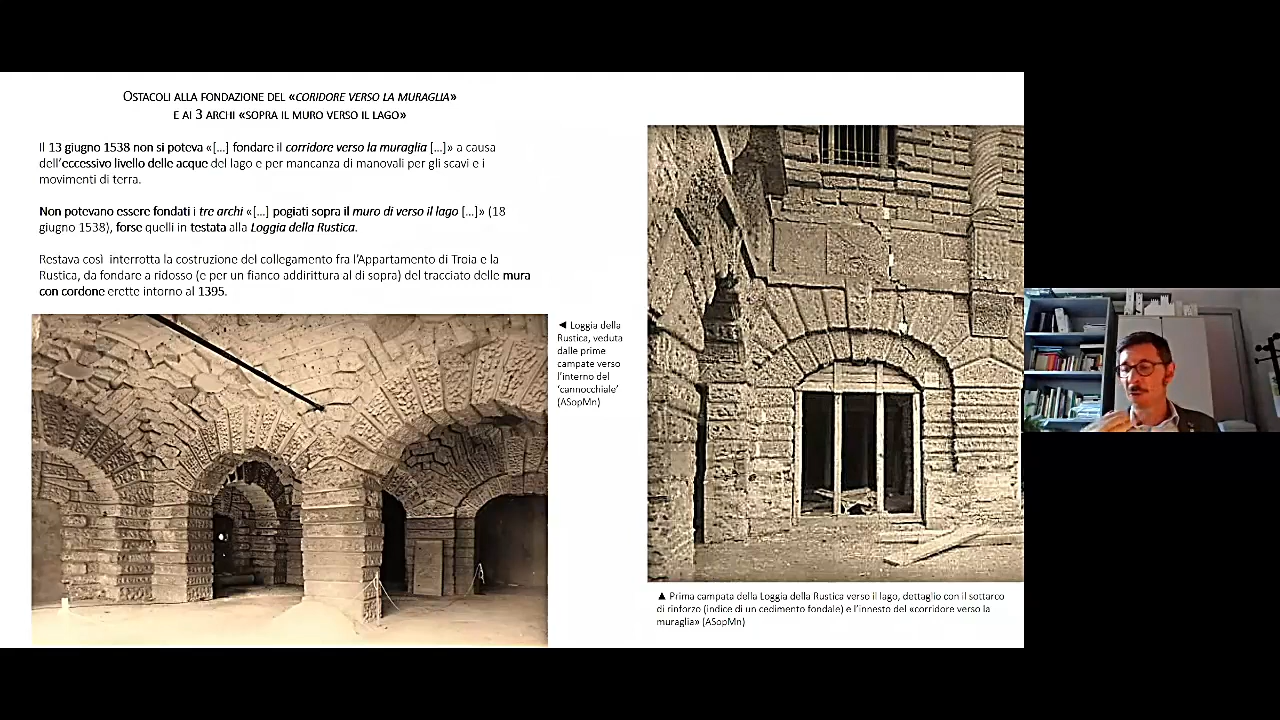 OSTACOLI ALLA FONDAZIONE DEL «CORIDORE VERSO LA MURAGLIA»
E AI 3 ARCHI «SOPRA IL MURO VERSO IL LAGO»
Il 13 giugno 1538 non si poteva «[...] fondare il corridore verso la muraglia [...]» a causa
dell'eccessivo livello delle acque del lago e per mancanza di manovali per gli scavi e i
movimenti di terra.
Non potevano essere fondati i tre archi «[...] pogiati sopra il muro di verso il lago [...]» (18
giugno 1538), forse quelli in testata alla Loggia della Rustica.
Restava così interrotta la costruzione del collegamento fra l'Appartamento di Troia e la
Rustica, da fondare a ridosso (e per un fianco addirittura al di sopra) del tracciato delle mura
con cordone erette intorno al 1395.
◄ Loggia della
Rustica, veduta
dalle prime
campate verso
l'interno del
'cannocchiale'
(ASopMn)
▲ Prima campata della Loggia della Rustica verso il lago, dettaglio con il sottarco
di rinforzo (indice di un cedimento fondale) e l'innesto del «corridore verso la
muraglia» (ASopMn)